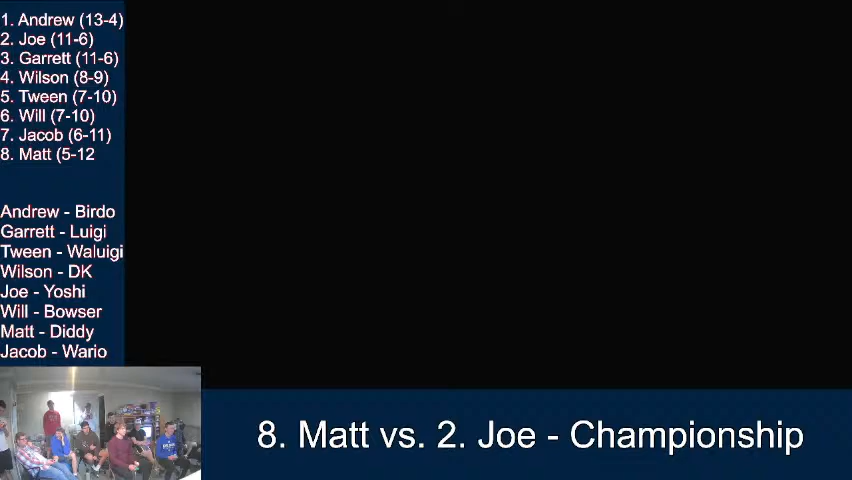 1. Andrew (13-4)
2. Joe (11-6)
3. Garrett (11-6)
4. Wilson (8-9)
5. Tween (7-10)
6. Will (7-10)
7. Jacob (6-11)
8. Matt (5-12
Andrew - Birdo
Garrett - Luigi
Tween - Waluigi
Wilson - DK
Joe - Yoshi
Will - Bowser
Matt - Diddy
Jacob - Wario
8. Matt vs. 2. Joe - Championship